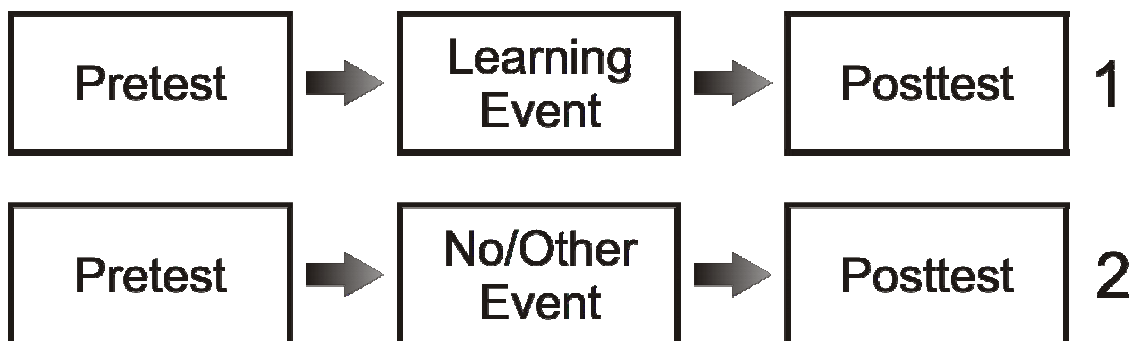 Pretest
Learning
Event
Posttest
1
Pretest
No/Other
Event
Posttest
2